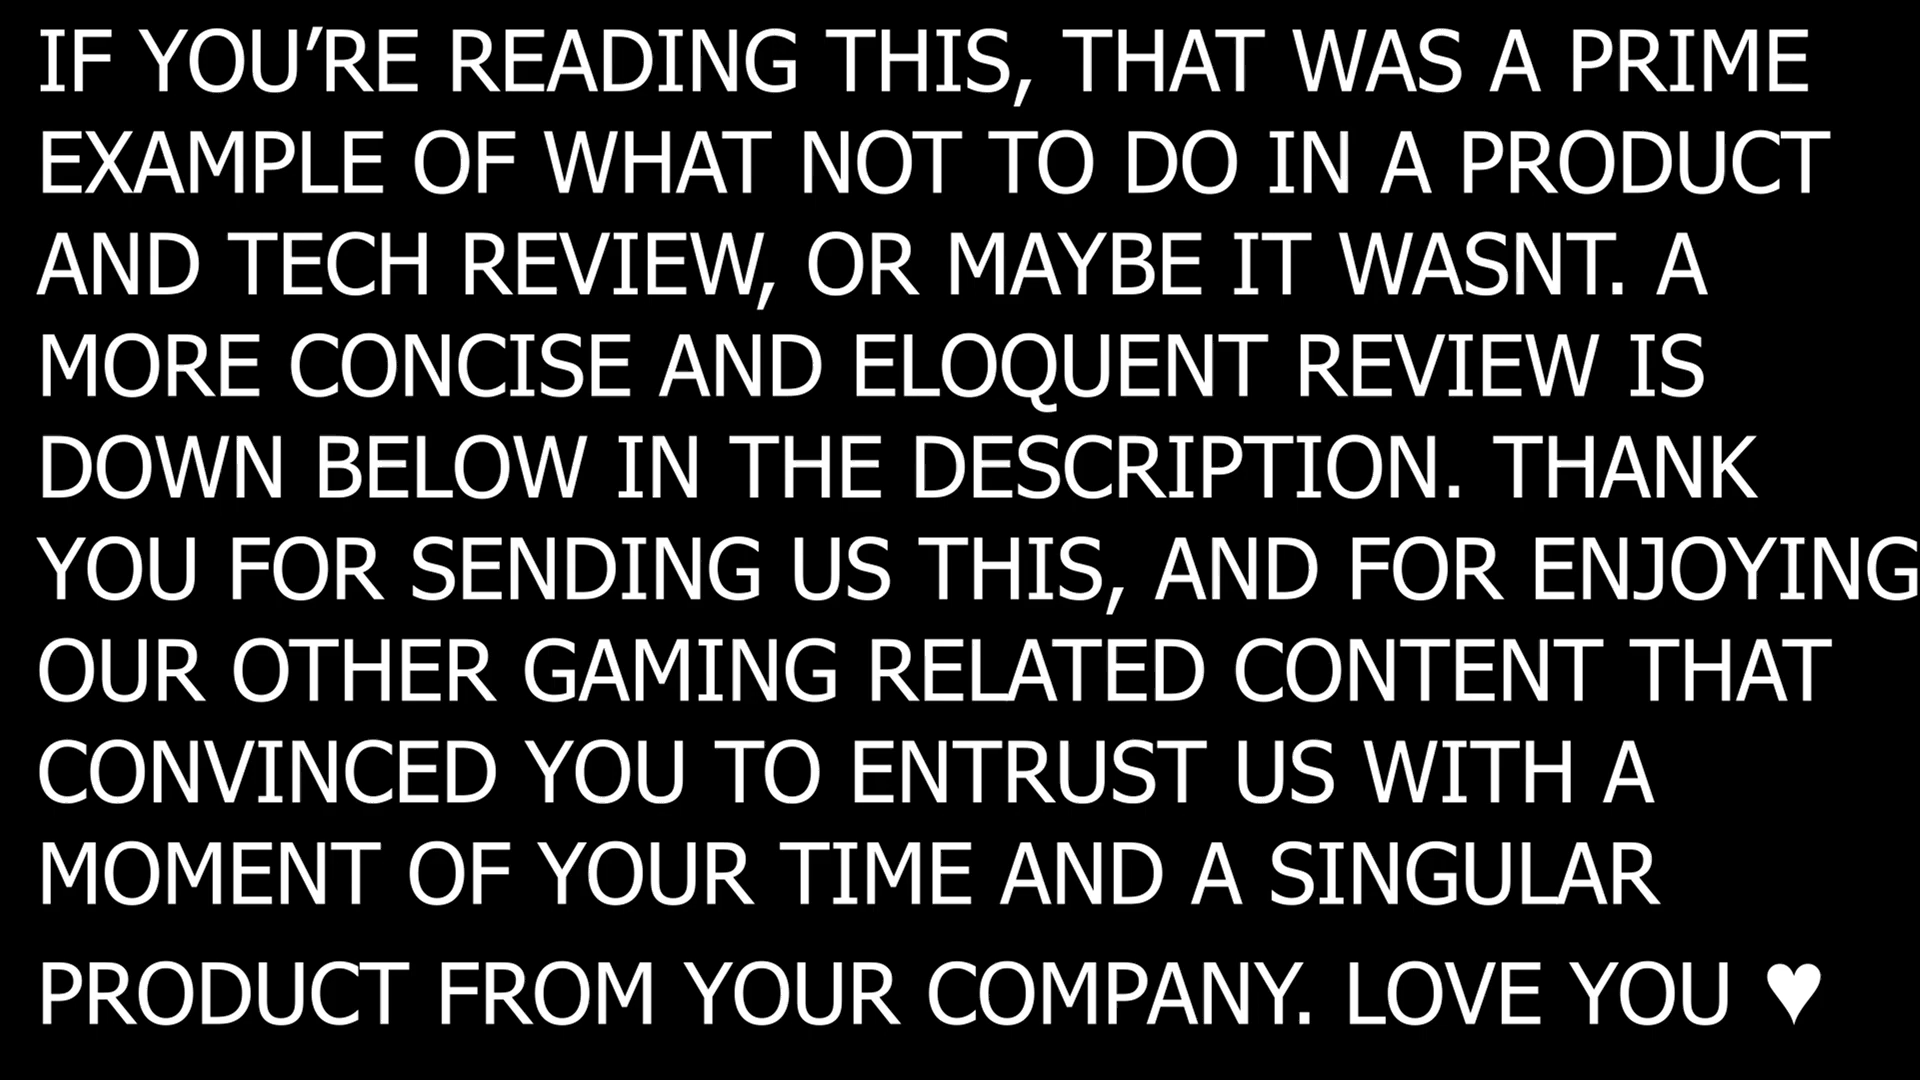 IF YOU’RE READING THIS, THAT WAS A PRIME
EXAMPLE OF WHAT NOT TO DO IN A PRODUCT
AND TECH REVIEW, OR MAYBE IT WASNT. A
MORE CONCISE AND ELOQUENT REVIEW IS
DOWN BELOW IN THE DESCRIPTION. THANK
YOU FOR SENDING US THIS, AND FOR ENJOYING
OUR OTHER GAMING RELATED CONTENT THAT
CONVINCED YOU TO ENTRUST US WITH A
MOMENT OF YOUR TIME AND A SINGULAR
PRODUCT FROM YOUR COMPANY. LOVE YOU ♥